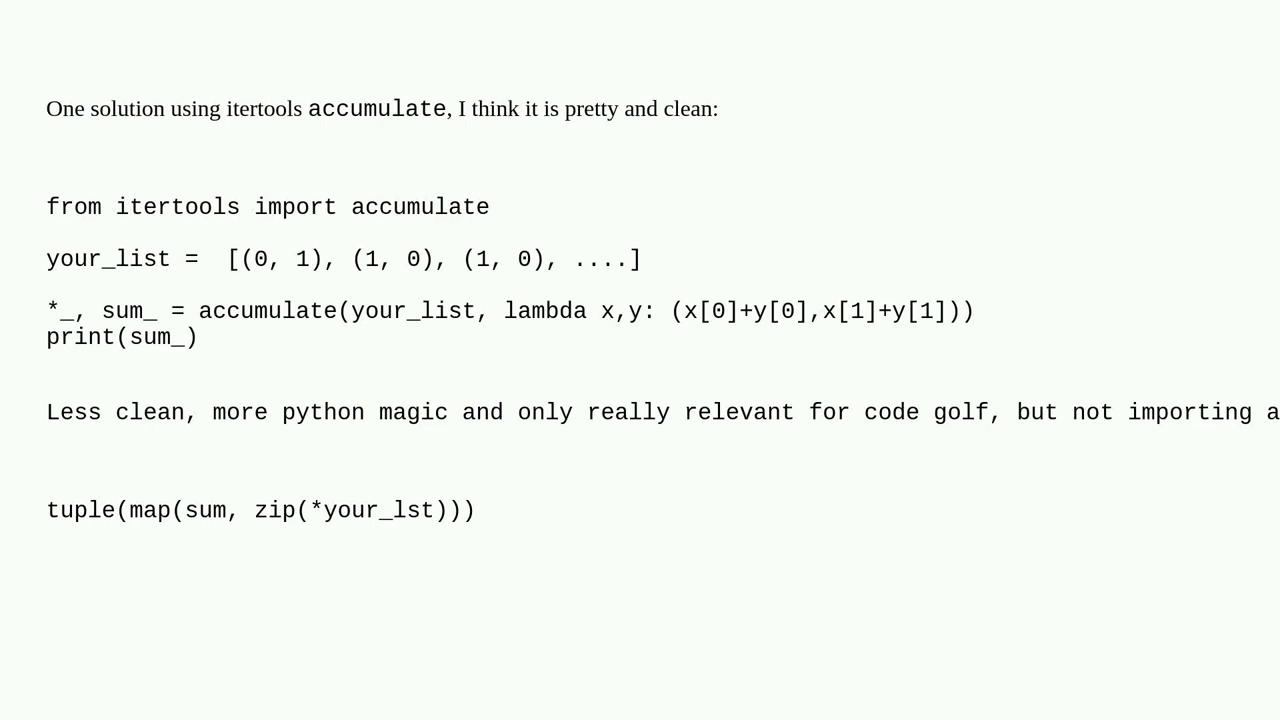 One solution using itertools accumulate, I think it is pretty and clean:
from itertools import accumulate
your_list =  [(0, 1), (1, 0), (1, 0), ....]
*_, sum_ = accumulate(your_list, lambda x,y: (x[0]+y[0],x[1]+y[1]))
print(sum_)
Less clean, more python magic and only really relevant for code golf, but not importing
tuple(map(sum, zip(*your_lst)))